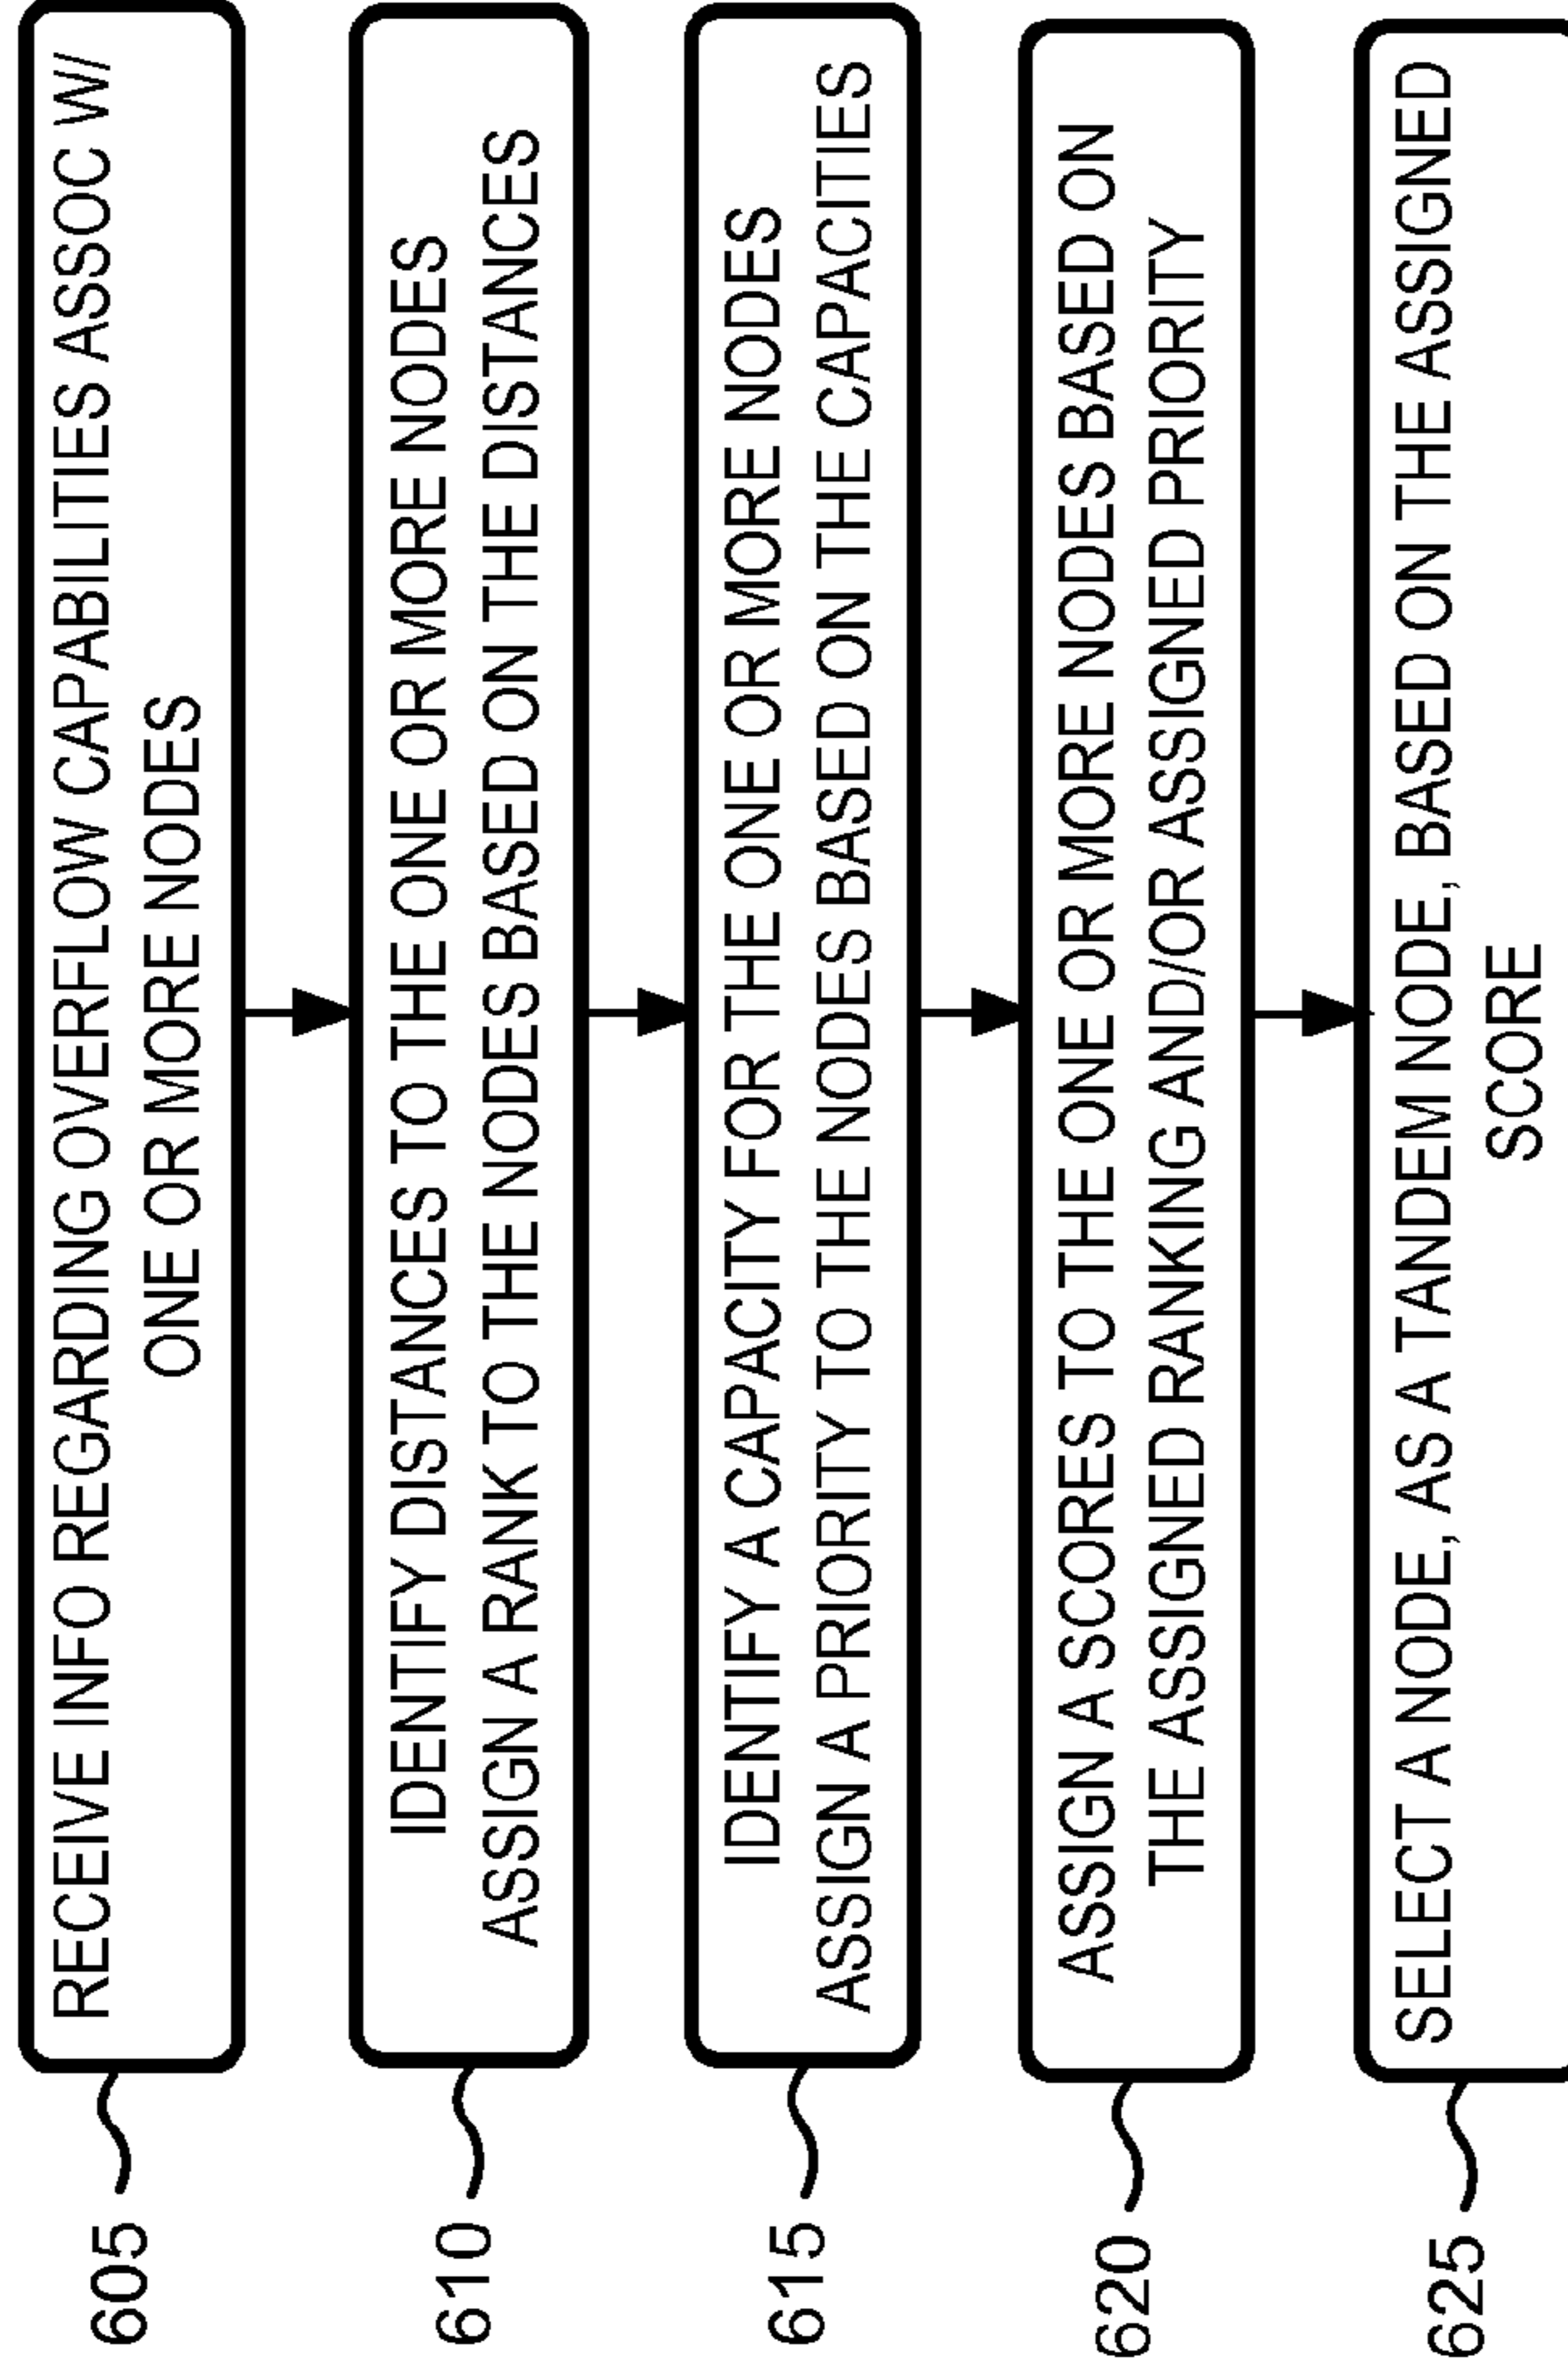 605
RECEIVE INFO REGARDING OVERFLOW CAPABILITIES ASSOC W/
ONE OR MORE NODES
610
IDENTIFY DISTANCES TO THE ONE OR MORE NODES
ASSIGN A RANK TO THE NODES BASED ON THE DISTANCES
615
IDENTIFY A CAPACITY FOR THE ONE OR MORE NODES
ASSIGN A PRIORITY TO THE NODES BASED ON THE CAPACITIES
620
ASSIGN A SCORES TO THE ONE OR MORE NODES BASED ON
THE ASSIGNED RANKING AND/OR ASSIGNED PRIORITY
625
SELECT A NODE, AS A TANDEM NODE, BASED ON THE ASSIGNED
SCORE